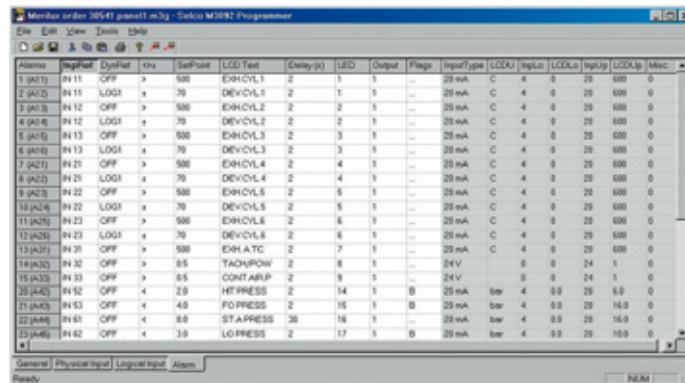 Merilux order 30541 panel1.m3g - Selco M3092 Programmer
File Edit View Tools Help
Alarms InpRef DynRef <>± SetPoint LCD Text Delay (s) LED Output Flags InputType LCDU InpLo LCDLo InpUp LCDUp Misc.
1 (A11) IN 11 OFF > 500 EXH.CYL.1 2 1 1 ... 20 mA C 4 0 20 600 0
2 (A12) IN 11 LOG1 ± 70 DEV.CYL.1 2 1 1 ... 20 mA C 4 0 20 600 0
3 (A13) IN 12 OFF > 500 EXH.CYL.2 2 2 1 ... 20 mA C 4 0 20 600 0
4 (A14) IN 12 LOG1 ± 70 DEV.CYL.2 2 2 1 ... 20 mA C 4 0 20 600 0
5 (A15) IN 13 OFF > 500 EXH.CYL.3 2 3 1 ... 20 mA C 4 0 20 600 0
6 (A16) IN 13 LOG1 ± 70 DEV.CYL.3 2 3 1 ... 20 mA C 4 0 20 600 0
7 (A21) IN 21 OFF > 500 EXH.CYL.4 2 4 1 ... 20 mA C 4 0 20 600 0
8 (A22) IN 21 LOG1 ± 70 DEV.CYL.4 2 4 1 ... 20 mA C 4 0 20 600 0
9 (A23) IN 22 OFF > 500 EXH.CYL.5 2 5 1 ... 20 mA C 4 0 20 600 0
10 (A24) IN 22 LOG1 ± 70 DEV.CYL.5 2 5 1 ... 20 mA C 4 0 20 600 0
11 (A25) IN 23 OFF > 500 EXH.CYL.6 2 6 1 ... 20 mA C 4 0 20 600 0
12 (A26) IN 23 LOG1 ± 70 DEV.CYL.6 2 6 1 ... 20 mA C 4 0 20 600 0
13 (A31) IN 31 OFF > 500 EXH. A.TC 2 7 1 ... 20 mA C 4 0 20 600 0
14 (A32) IN 32 OFF > 0.5 TACH/POW 2 8 1 ... 24 V 0 0 24 1 0
15 (A33) IN 33 OFF > 0.5 CONT.AIR.P 2 9 1 ... 24 V 0 0 24 1 0
20 (A42) IN 52 OFF < 2.0 HT PRESS 2 14 1 B 20 mA bar 4 0.0 20 6.0 0
21 (A43) IN 53 OFF < 4.0 FO PRESS 2 15 1 B 20 mA bar 4 0.0 20 16.0 0
22 (A44) IN 61 OFF < 8.0 ST.A PRESS 30 16 1 ... 20 mA bar 4 0.0 20 16.0 0
23 (A45) IN 62 OFF < 3.0 LO PRESS 2 17 1 B 20 mA bar 4 0.0 20 10.0 0
General Physical Input Logical Input Alarm
Ready NUM